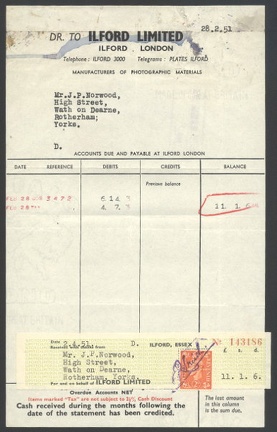 28.2.51
DR. TO ILFORD LIMITED
ILFORD LONDON
Telephone: ILFORD 3000 Telegrams: PLATES ILFORD
MANUFACTURERS OF PHOTOGRAPHIC MATERIALS
Mr.J.P.Norwood,
High Street,
Wath on Dearne,
Rotherham;
Yorks.
D.
ACCOUNTS DUE AND PAYABLE AT ILFORD LONDON
DATE REFERENCE DEBITS CREDITS BALANCE
Previous balance
6.14. 3
4. 7. 3 11. 1. 6
4.51 D. ILFORD, ESSEX No 143186
Mr. J.P.Norwood,
High Street,
Wath on Dearne,
Rotherham Yorks.
11. 1. 6.
For and on behalf of ILFORD LIMITED
Overdue Accounts NET
Items marked "Tax" are not subject to Cash Discount
Cash received during the months following the
date of the statement has been credited.
The last amount
in this column
is the sum due.